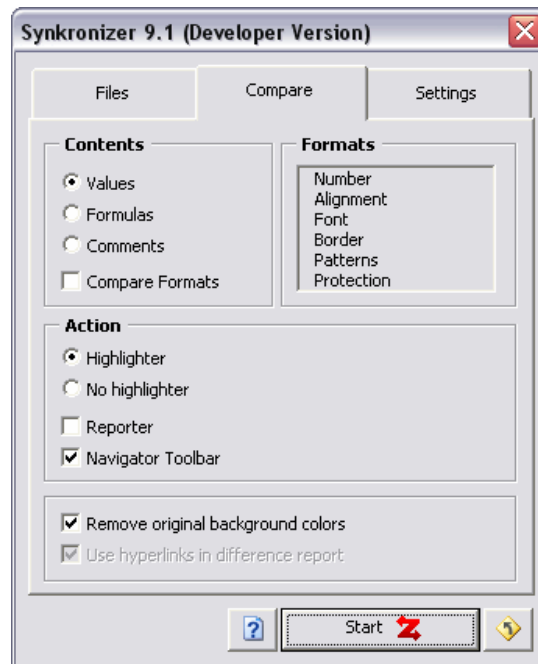 Synkronizer 9.1 (Developer Version)
Files
Compare
Settings
Contents
Values
Formulas
Comments
Compare Formats
Formats
Number
Alignment
Font
Border
Patterns
Protection
Action
Highlighter
No highlighter
Reporter
Navigator Toolbar
Remove original background colors
Use hyperlinks in difference report
Start